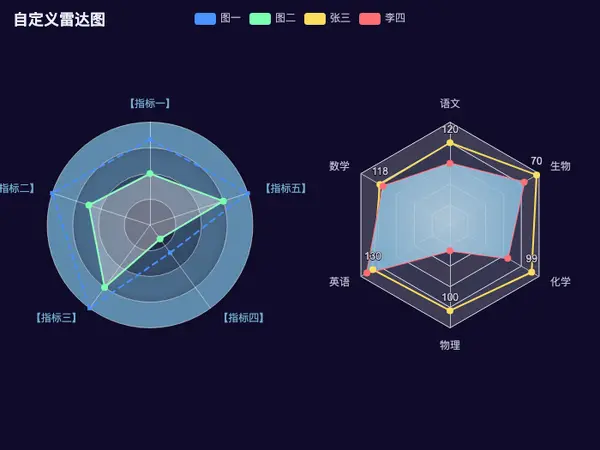 自定义雷达图
图一
图二
张三
李四
【指标一】
指标二】
【指标三】
【指标四】
【指标五】
语文
120
数学
118
70
生物
英语
130
99
化学
100
物理